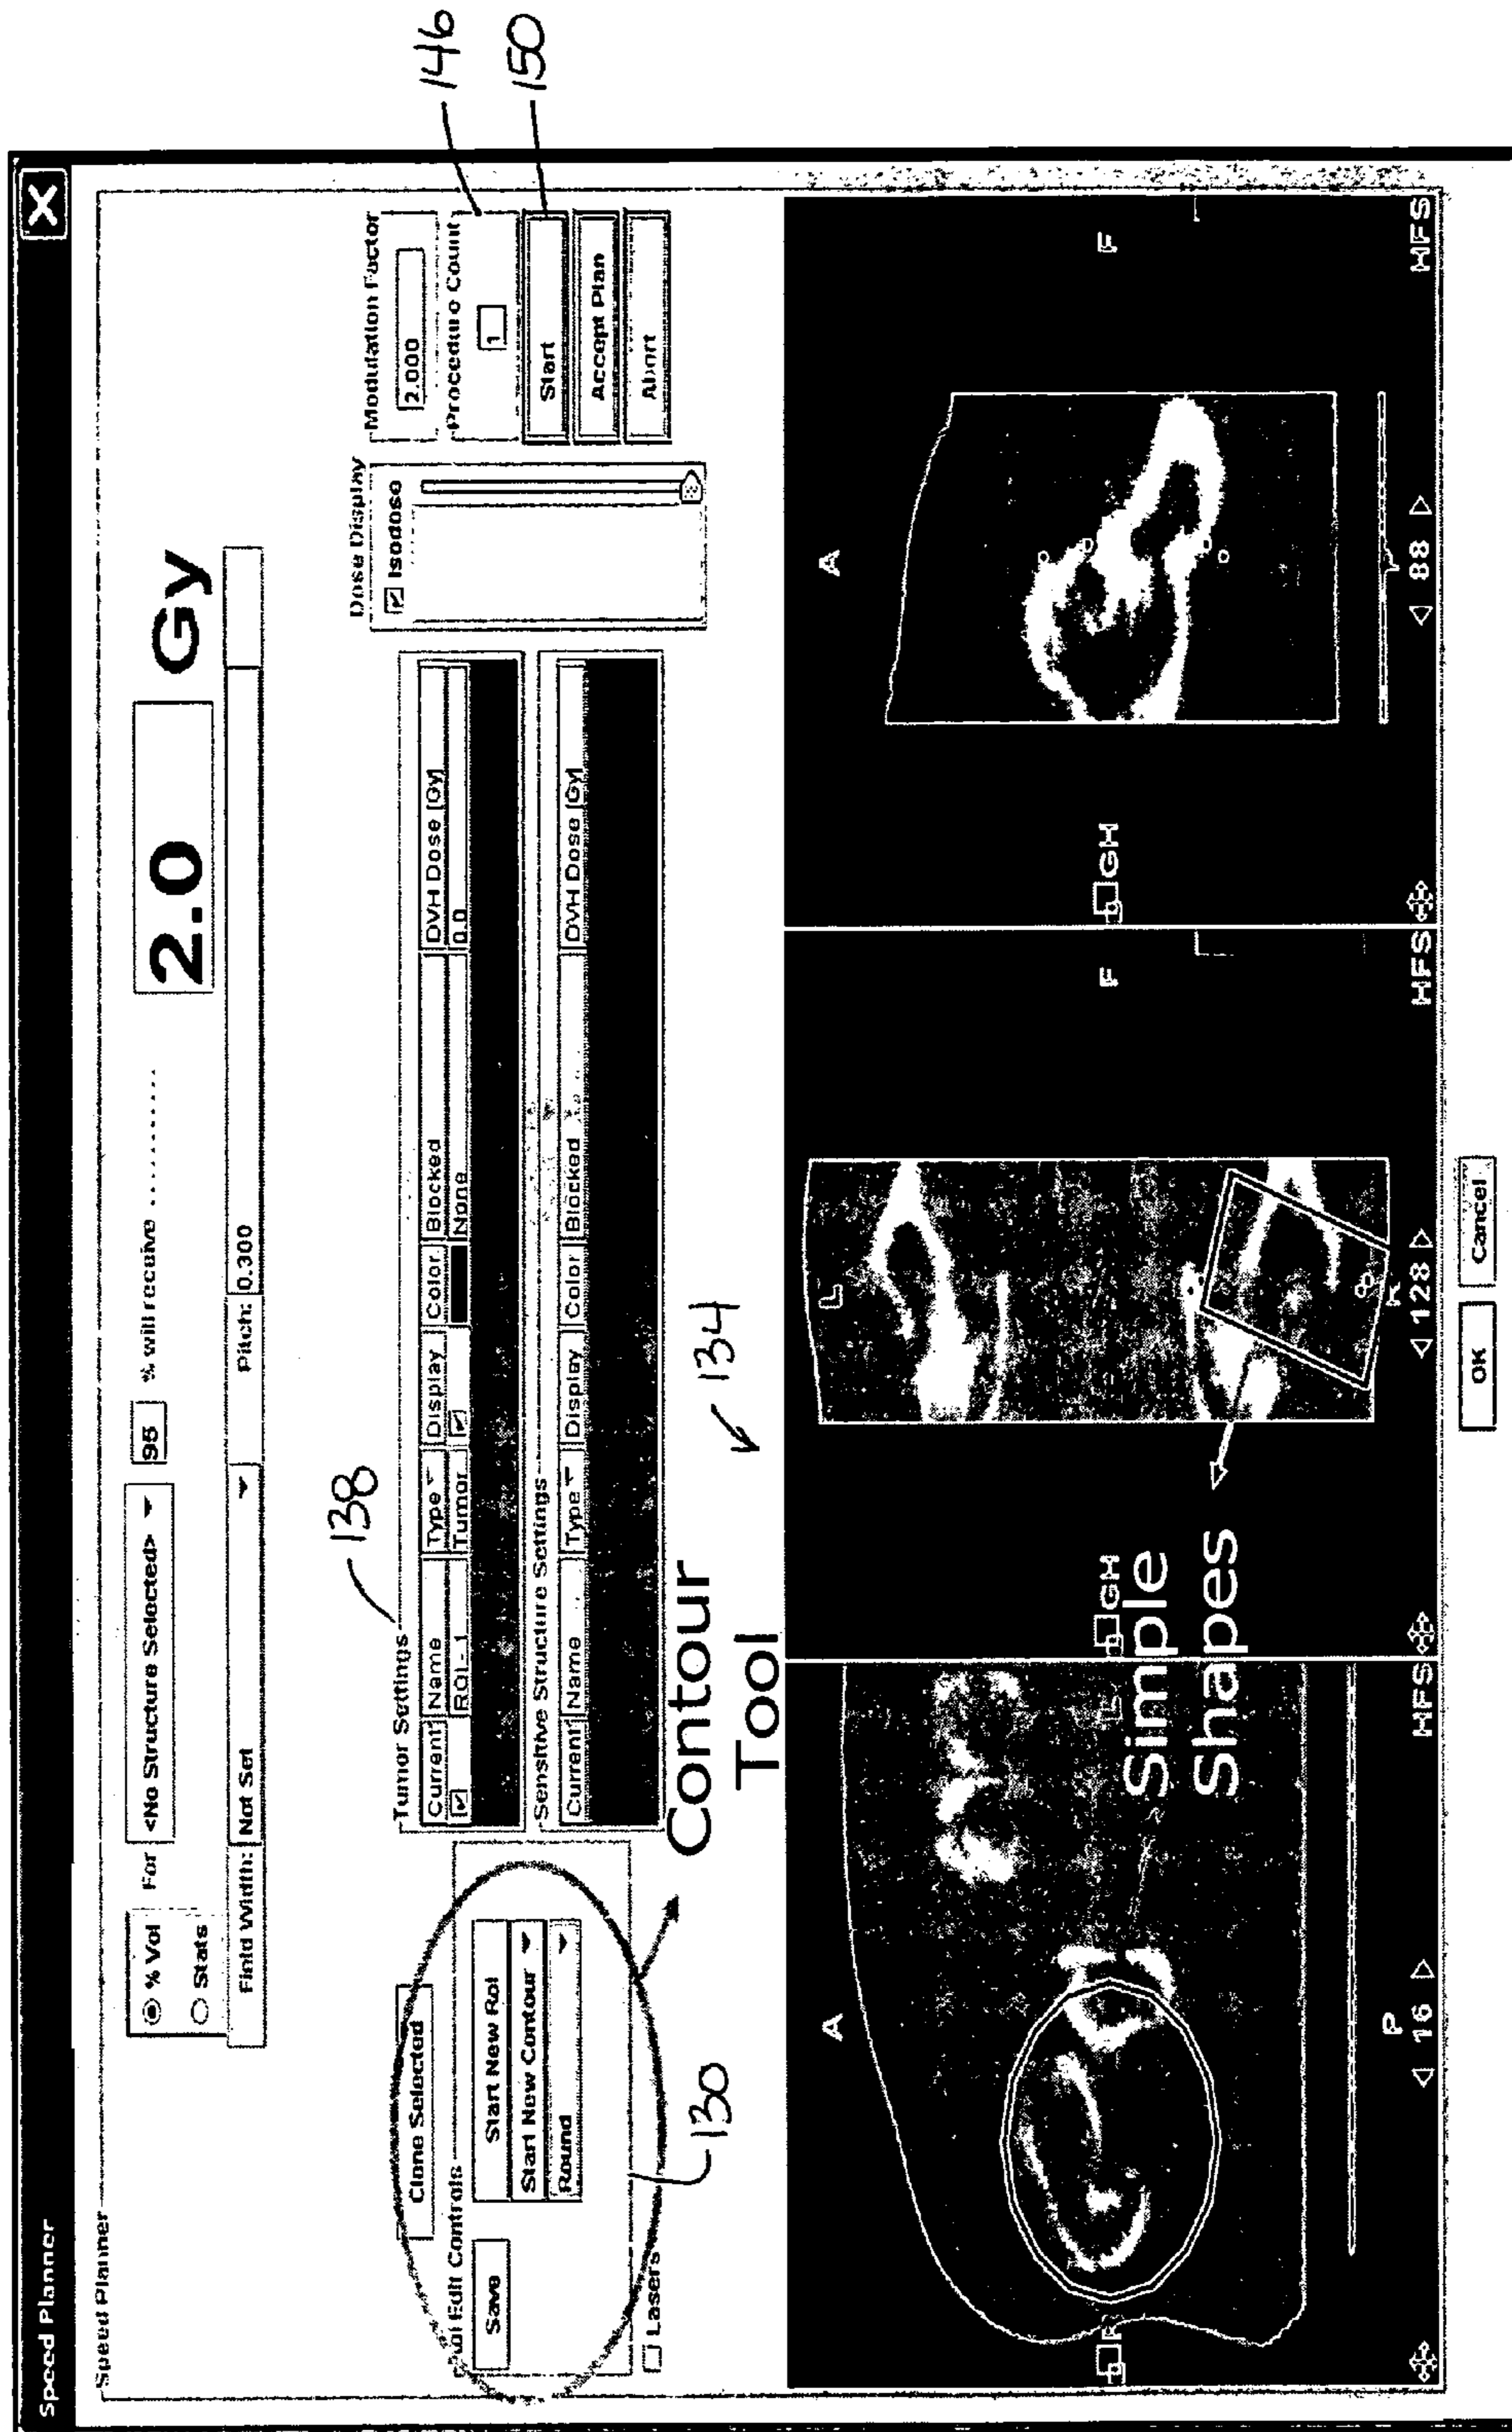 Speed Planner
X
Speed Planner
% Vol For <No Structure Selected> 95 % will receive .......... 2.0 Gy
Stats
Field Width: Not Set Pitch: 0.300
138
Clone Selected
RoI Edit Controls
Save
Start New RoI
Start New Contour
Round
Lasers
130
Tumor Settings
Current Name Type Display Color Blocked DVH Dose [Gy]
ROI-1 Tumor None 0.0
Sensitive Structure Settings
Current Name Type Display Color Blocked DVH Dose [Gy]
Contour
Tool
134
Dose Display
Isodose
Modulation Factor
2.000
Procedure Count
1
Start
Accept Plan
Abort
146
150
A
R
P
16
HFS
L
GH
F
R
128
HFS
Simple
Shapes
A
GH
F
88
HFS
OK Cancel